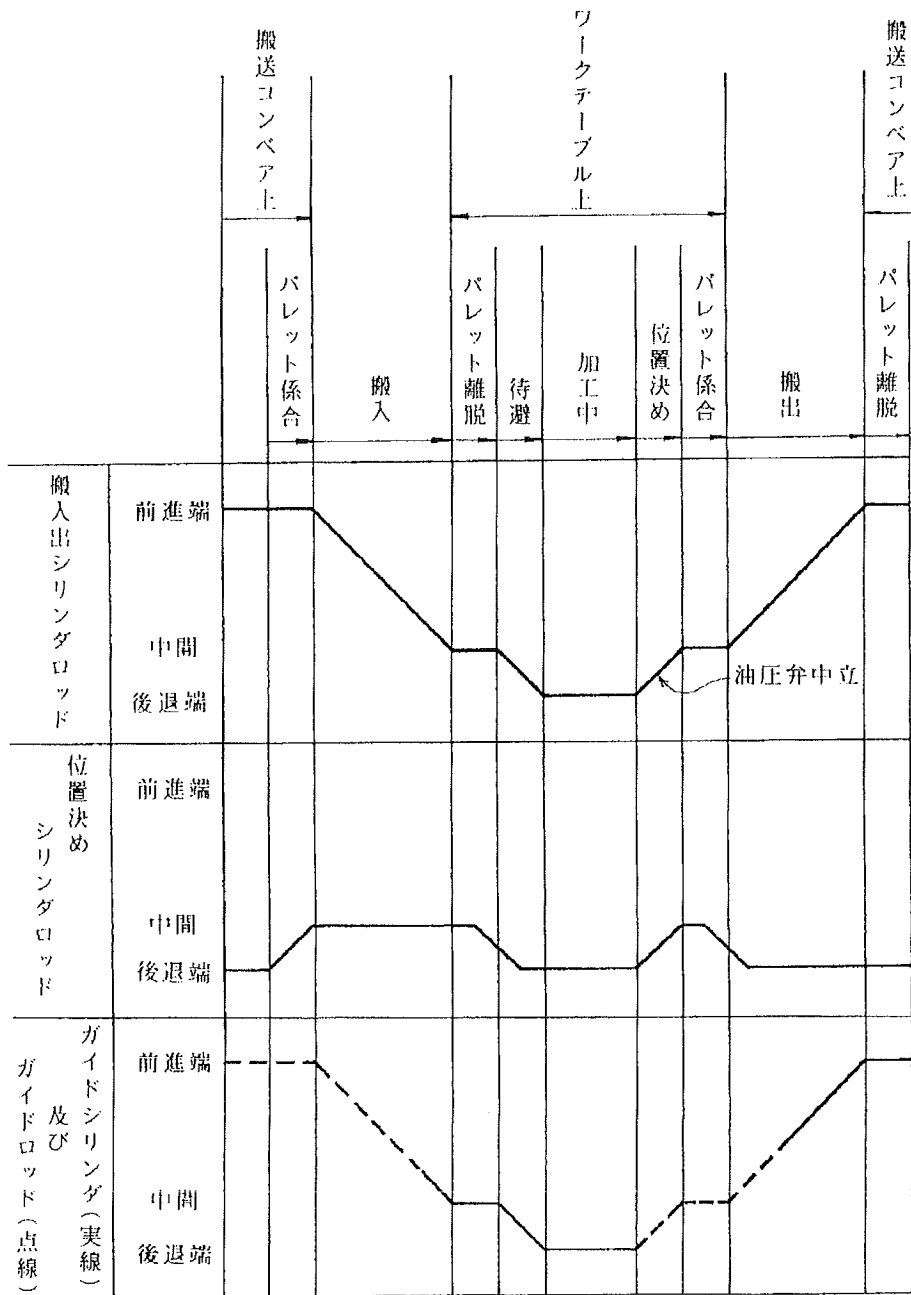 搬送コンベア上
ワークテーブル上
搬送コンベア上
パレット係合
搬入
パレット離脱
待避
加工中
位置決め
パレット係合
搬出
パレット離脱
搬入出シリンダロッド
前進端
中間
後退端
油圧弁中立
位置決め
シリンダロッド
前進端
中間
後退端
ガイドシリンダ(実線)
及び
ガイドロッド(点線)
前進端
中間
後退端